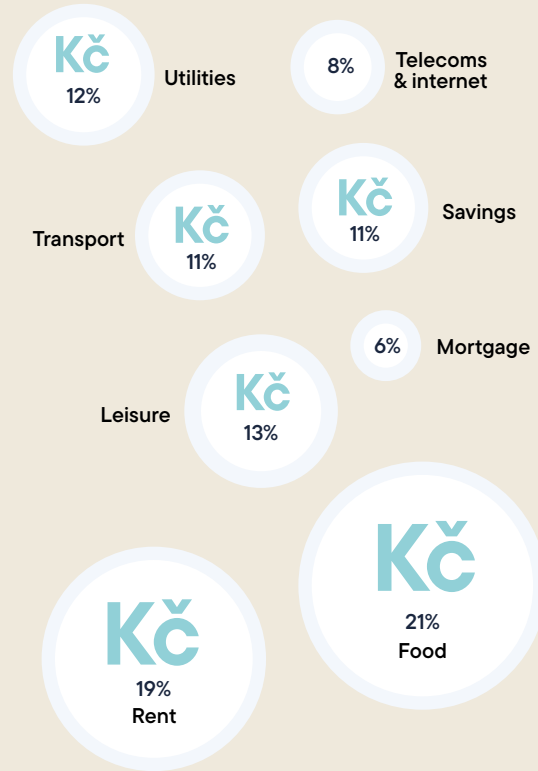 Kč
12%
Utilities
8%
Telecoms
& internet
Kč
11%
Savings
Transport
Kč
11%
6%
Mortgage
Leisure
Kč
13%
Kč
21%
Food
Kč
19%
Rent